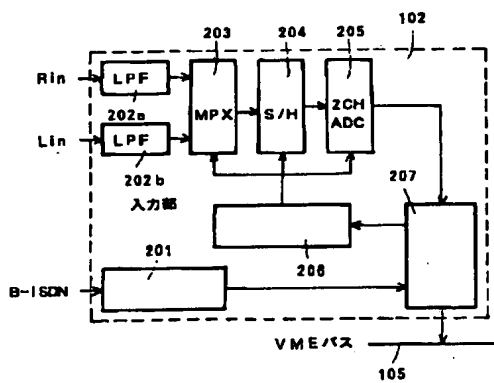 203 204 205 102
Rin LPF
202a
MPX S/H 2CH
ADC
Lin LPF
202b
入力部
207
206
201
B-ISDN
VMEバス
105